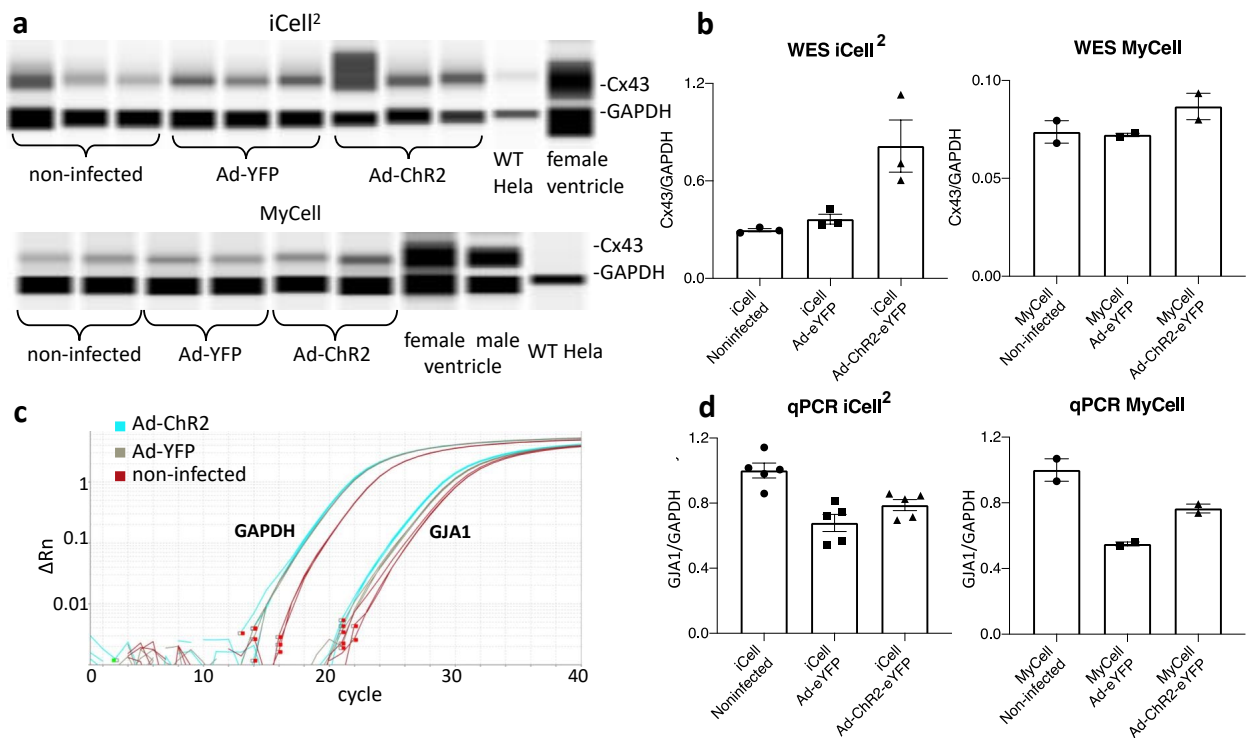 a
iCell²
-Cx43
-GAPDH
non-infected
Ad-YFP
Ad-ChR2
WT
Hela
female
ventricle
MyCell
-Cx43
-GAPDH
non-infected
Ad-YFP
Ad-ChR2
female male
ventricle
WT Hela
b
WES iCell²
Cx43/GAPDH
1.2
0.6
0.0
iCell
Noninfected
iCell
Ad-eYFP
iCell
Ad-ChR2-eYFP
WES MyCell
Cx43/GAPDH
0.10
0.05
0.00
MyCell
Non-infected
MyCell
Ad-eYFP
MyCell
Ad-ChR2-eYFP
c
Ad-ChR2
Ad-YFP
non-infected
GAPDH
GJA1
ΔRn
1
0.1
0.01
0 10 20 30 40
cycle
d
qPCR iCell²
GJA1/GAPDH
1.2
0.8
0.4
0.0
iCell
Noninfected
iCell
Ad-eYFP
iCell
Ad-ChR2-eYFP
qPCR MyCell
GJA1/GAPDH
1.2
0.8
0.4
0.0
MyCell
Non-infected
MyCell
Ad-eYFP
MyCell
Ad-ChR2-eYFP